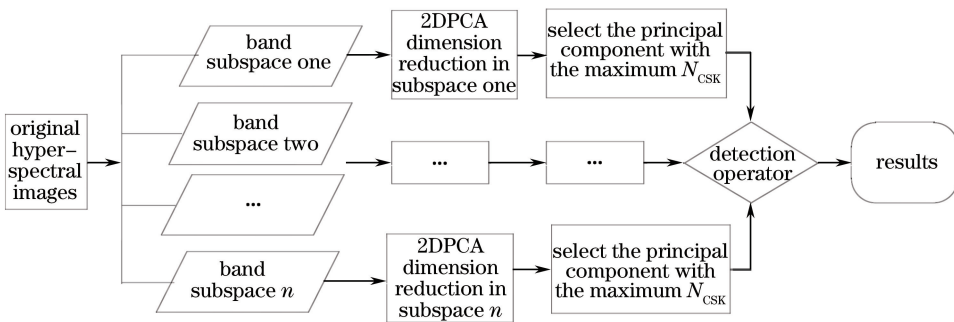 original
hyper–
spectral
images
band
subspace one
2DPCA
dimension
reduction in
subspace one
select the principal
component with
the maximum N_CSK
band
subspace two
...
...
...
band
subspace n
2DPCA
dimension
reduction in
subspace n
select the principal
component with
the maximum N_CSK
detection
operator
results